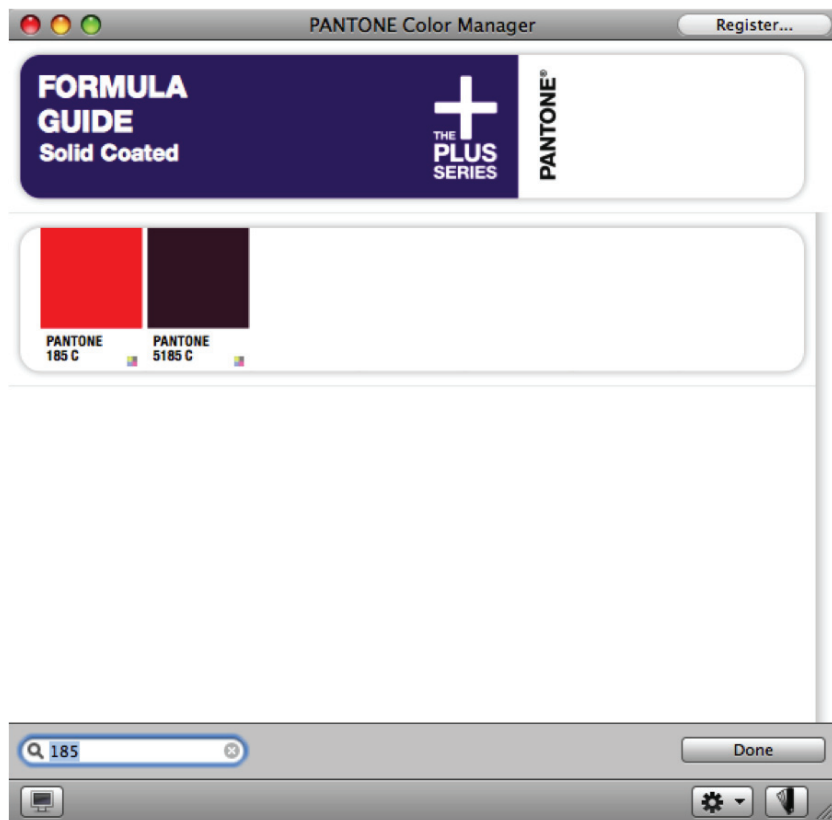 PANTONE Color Manager
Register...
FORMULA
GUIDE
Solid Coated
THE
PLUS
SERIES
PANTONE®
PANTONE
185 C
PANTONE
5185 C
185
Done